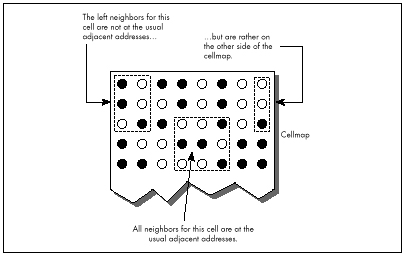 The left neighbors for this
cell are not at the usual
adjacent addresses...
...but are rather on
the other side of the
cellmap.
Cellmap
All neighbors for this cell are at the
usual adjacent addresses.